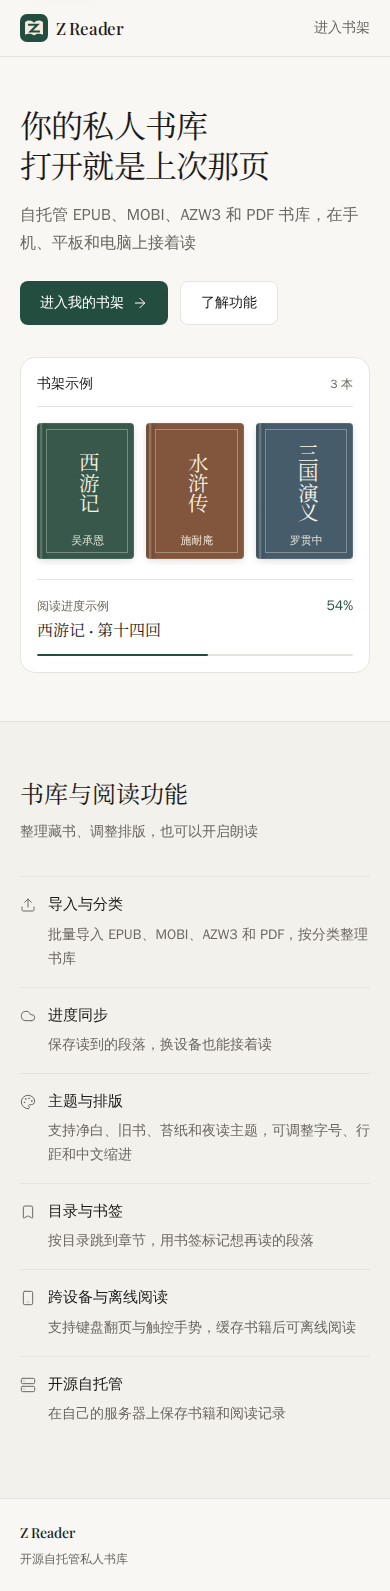 Z Reader
进入书架
你的私人书库
打开就是上次那页
自托管 EPUB、MOBI、AZW3 和 PDF 书库，在手
机、平板和电脑上接着读
进入我的书架 →
了解功能
书架示例
3 本
西游记
吴承恩
水浒传
施耐庵
三国演义
罗贯中
阅读进度示例
54%
西游记 · 第十四回
书库与阅读功能
整理藏书、调整排版，也可以开启朗读
导入与分类
批量导入 EPUB、MOBI、AZW3 和 PDF，按分类整理
书库
进度同步
保存读到的段落，换设备也能接着读
主题与排版
支持净白、旧书、苔纸和夜读主题，可调整字号、行
距和中文缩进
目录与书签
按目录跳到章节，用书签标记想再读的段落
跨设备与离线阅读
支持键盘翻页与触控手势，缓存书籍后可离线阅读
开源自托管
在自己的服务器上保存书籍和阅读记录
Z Reader
开源自托管私人书库